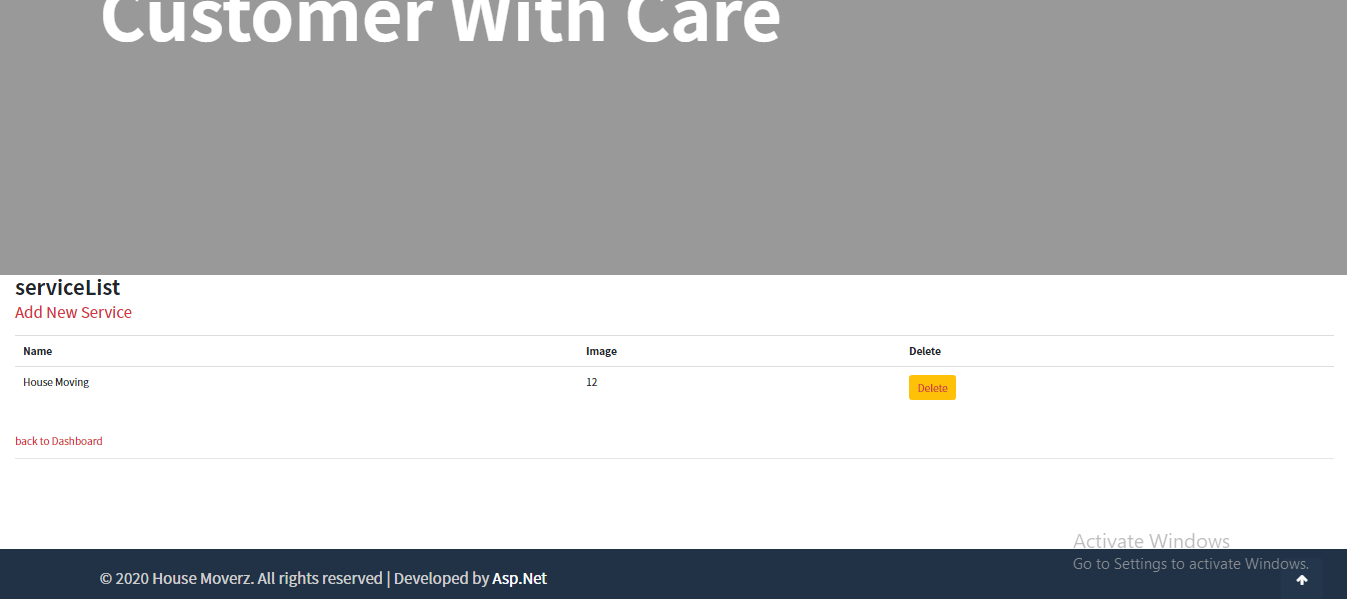 Customer With Care
serviceList
Add New Service
Name Image Delete
House Moving 12 Delete
back to Dashboard
Activate Windows
Go to Settings to activate Windows.
© 2020 House Moverz. All rights reserved | Developed by Asp.Net